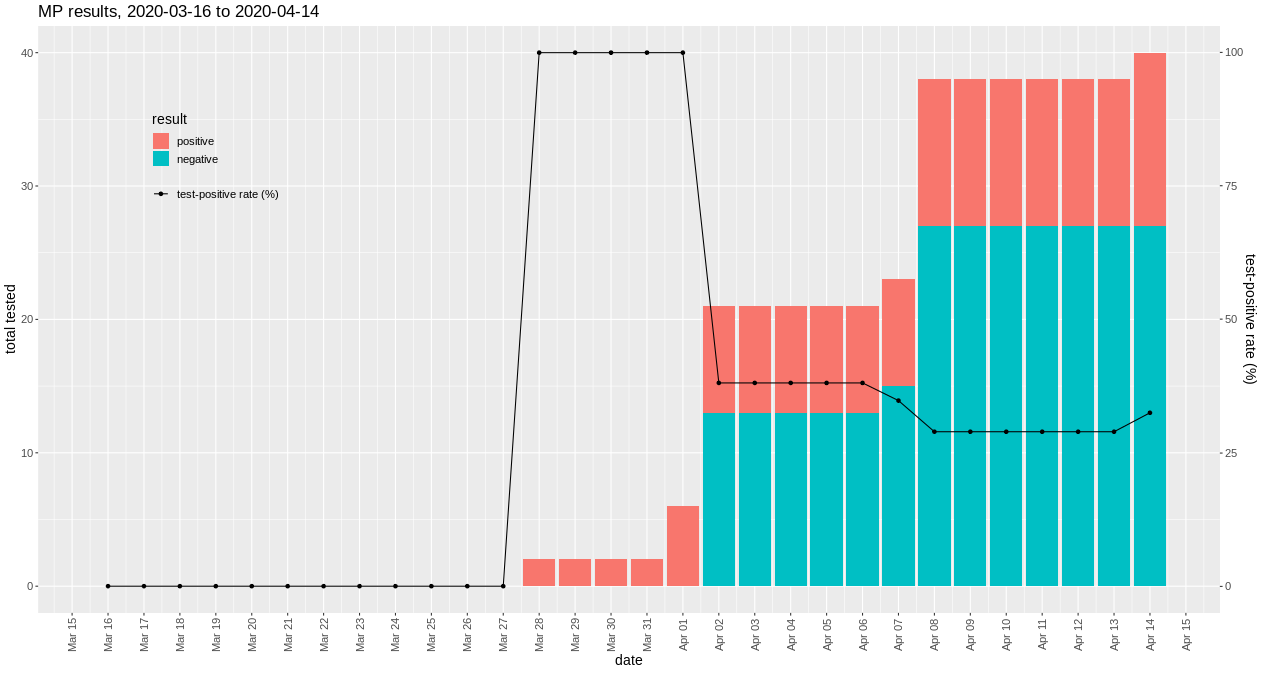 MP results, 2020-03-16 to 2020-04-14
total tested
40
30
20
10
0
result
positive
negative
test-positive rate (%)
100
75
50
25
0
test-positive rate (%)
Mar 15
Mar 16
Mar 17
Mar 18
Mar 19
Mar 20
Mar 21
Mar 22
Mar 23
Mar 24
Mar 25
Mar 26
Mar 27
Mar 28
Mar 29
Mar 30
Mar 31
Apr 01
Apr 02
Apr 03
Apr 04
Apr 05
Apr 06
Apr 07
Apr 08
Apr 09
Apr 10
Apr 11
Apr 12
Apr 13
Apr 14
Apr 15
date